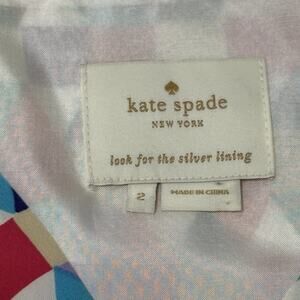 kate spade
NEW YORK
look for the silver lining
2
MADE IN CHINA